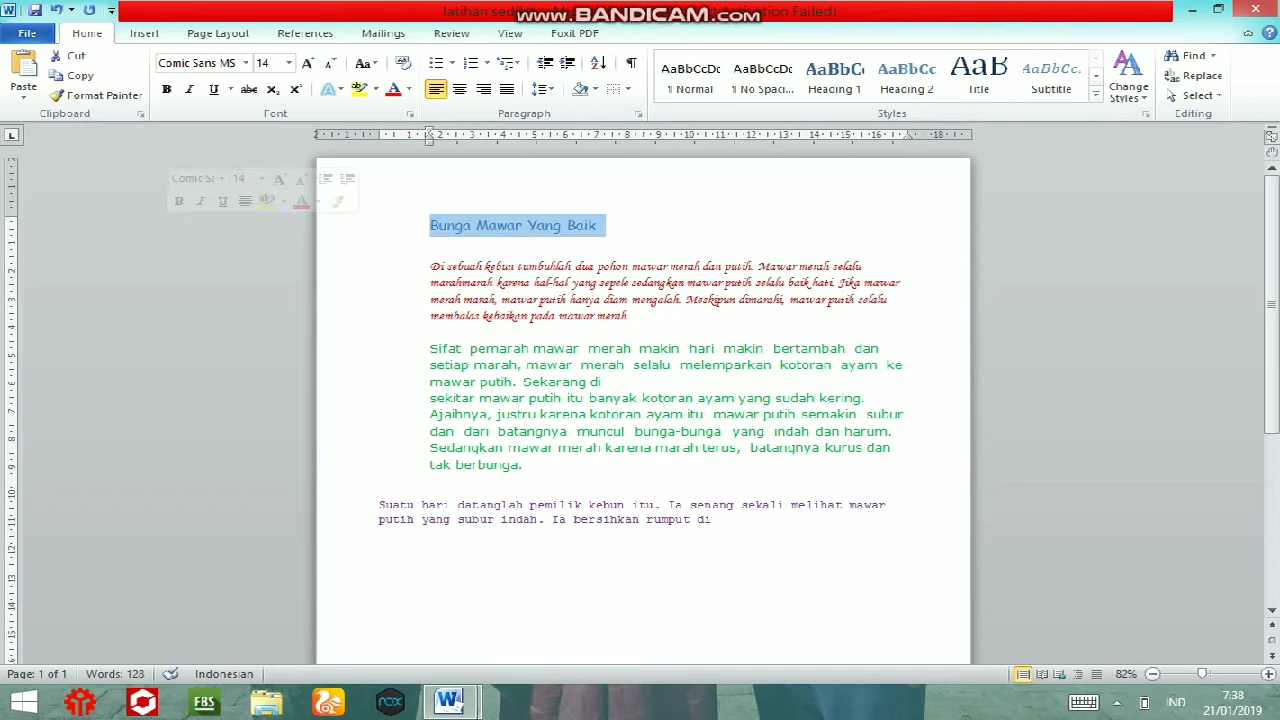 latihan sedikit
Activation Failed)
www.BANDICAM.com
File Home Insert Page Layout References Mailings Review View Foxit PDF
Paste
Cut
Copy
Format Painter
Clipboard
Comic Sans MS 14
Font
Paragraph
AaBbCcDc AaBbCcDc AaBbC AaBbCc AaB AaBbCc.
1 Normal 1 No Spaci... Heading 1 Heading 2 Title Subtitle
Change Styles
Styles
Find
Replace
Select
Editing
Comic Sa 14
Bunga Mawar Yang Baik
Di sebuah kebun tumbuhlah dua pohon mawar merah dan putih. Mawar merah selalu
marahmarah karena hal-hal yang sepele sedangkan mawar putih selalu baik hati. Jika mawar
merah marah, mawar putih hanya diam mengalah. Meskipun dimarahi, mawar putih selalu
membalas kebaikan pada mawar merah
Sifat pemarah mawar merah makin hari makin bertambah dan
setiap marah, mawar merah selalu melemparkan kotoran ayam ke
mawar putih. Sekarang di
sekitar mawar putih itu banyak kotoran ayam yang sudah kering.
Ajaibnya, justru karena kotoran ayam itu mawar putih semakin subur
dan dari batangnya muncul bunga-bunga yang indah dan harum.
Sedangkan mawar merah karena marah terus, batangnya kurus dan
tak berbunga.
Suatu hari datanglah pemilik kebun itu. Ia senang sekali melihat mawar
putih yang subur indah. Ia bersihkan rumput di
Page: 1 of 1 Words: 128 Indonesian 82%
FBS nox IND 7:38
21/01/2019